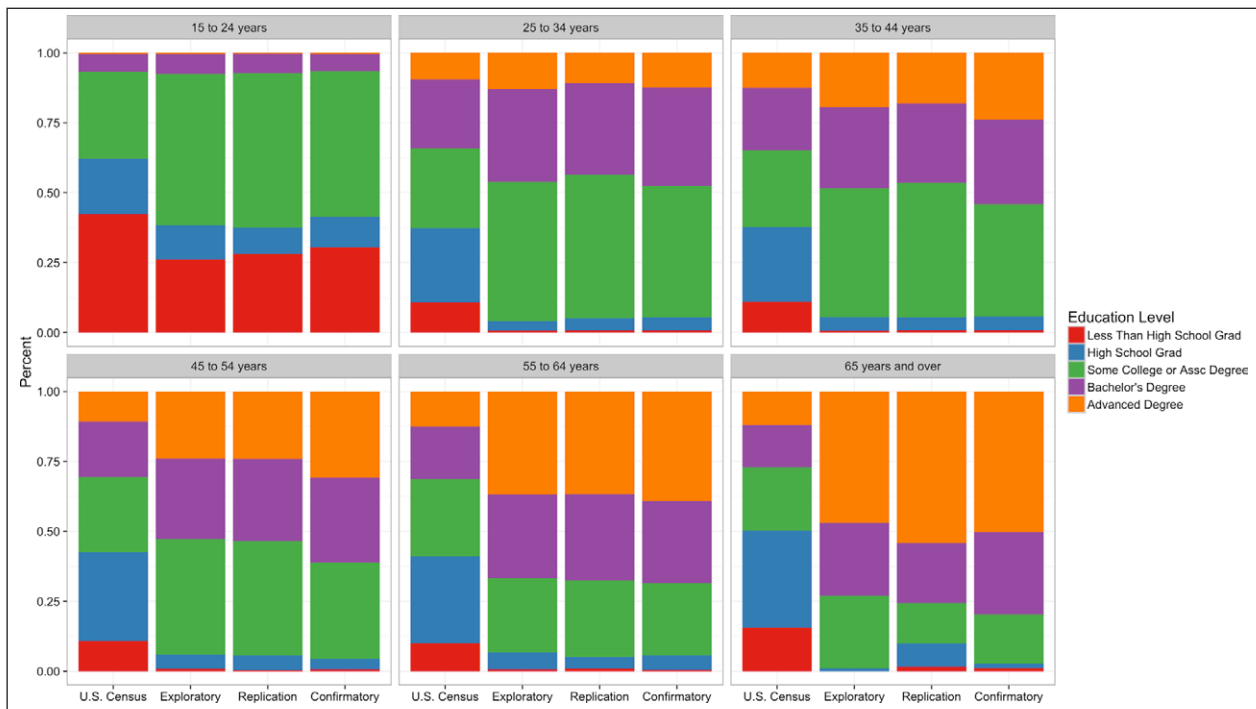 15 to 24 years
25 to 34 years
35 to 44 years
1.00
0.75
0.50
0.25
0.00
Percent
45 to 54 years
55 to 64 years
65 years and over
1.00
0.75
0.50
0.25
0.00
U.S. Census Exploratory Replication Confirmatory
U.S. Census Exploratory Replication Confirmatory
U.S. Census Exploratory Replication Confirmatory
Education Level
Less Than High School Grad
High School Grad
Some College or Assc Degree
Bachelor's Degree
Advanced Degree